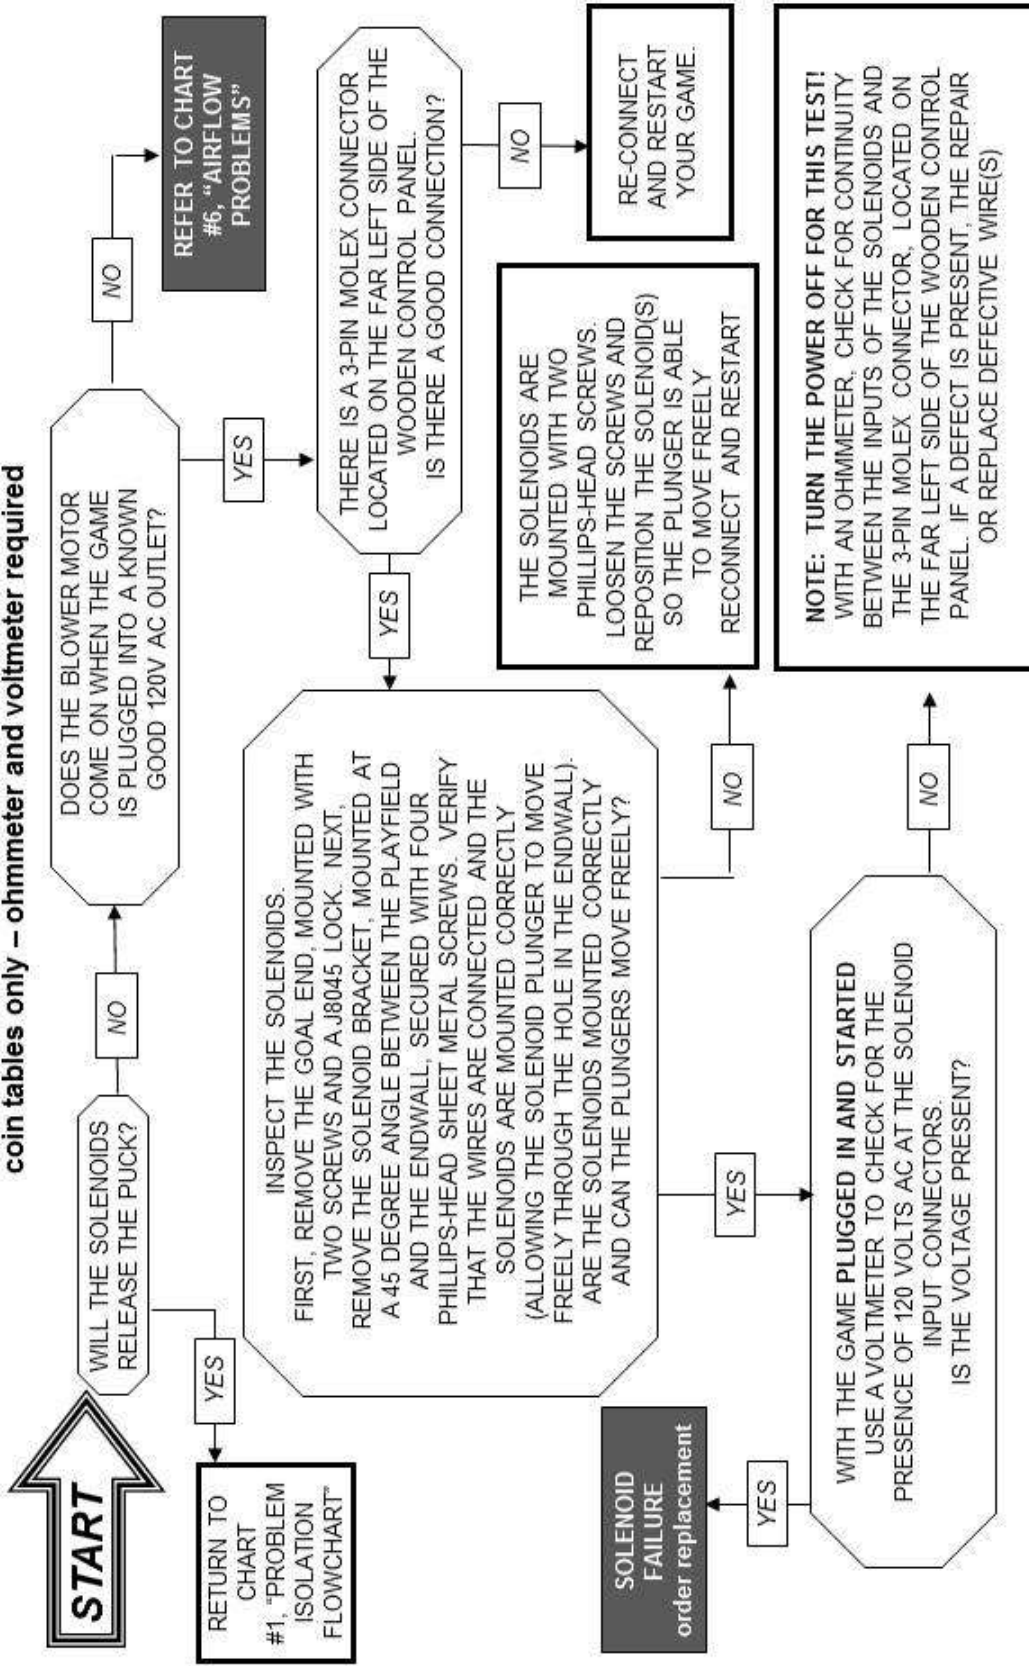 coin tables only – ohmmeter and voltmeter required
START
WILL THE SOLENOIDS
RELEASE THE PUCK?
NO
DOES THE BLOWER MOTOR
COME ON WHEN THE GAME
IS PLUGGED INTO A KNOWN
GOOD 120V AC OUTLET?
NO
REFER TO CHART
#6, "AIRFLOW
PROBLEMS"
YES
RETURN TO
CHART
#1, "PROBLEM
ISOLATION
FLOWCHART"
YES
THERE IS A 3-PIN MOLEX CONNECTOR
LOCATED ON THE FAR LEFT SIDE OF THE
WOODEN CONTROL PANEL.
IS THERE A GOOD CONNECTION?
YES
NO
RE-CONNECT
AND RESTART
YOUR GAME.
INSPECT THE SOLENOIDS.
FIRST, REMOVE THE GOAL END, MOUNTED WITH
TWO SCREWS AND A J8045 LOCK. NEXT,
REMOVE THE SOLENOID BRACKET, MOUNTED AT
A 45 DEGREE ANGLE BETWEEN THE PLAYFIELD
AND THE ENDWALL, SECURED WITH FOUR
PHILLIPS-HEAD SHEET METAL SCREWS. VERIFY
THAT THE WIRES ARE CONNECTED AND THE
SOLENOIDS ARE MOUNTED CORRECTLY
(ALLOWING THE SOLENOID PLUNGER TO MOVE
FREELY THROUGH THE HOLE IN THE ENDWALL).
ARE THE SOLENOIDS MOUNTED CORRECTLY
AND CAN THE PLUNGERS MOVE FREELY?
NO
THE SOLENOIDS ARE
MOUNTED WITH TWO
PHILLIPS-HEAD SCREWS.
LOOSEN THE SCREWS AND
REPOSITION THE SOLENOID(S)
SO THE PLUNGER IS ABLE
TO MOVE FREELY
RECONNECT AND RESTART
YES
WITH THE GAME PLUGGED IN AND STARTED
USE A VOLTMETER TO CHECK FOR THE
PRESENCE OF 120 VOLTS AC AT THE SOLENOID
INPUT CONNECTORS.
IS THE VOLTAGE PRESENT?
YES
SOLENOID
FAILURE
order replacement
NO
NOTE: TURN THE POWER OFF FOR THIS TEST!
WITH AN OHMMETER, CHECK FOR CONTINUITY
BETWEEN THE INPUTS OF THE SOLENOIDS AND
THE 3-PIN MOLEX CONNECTOR, LOCATED ON
THE FAR LEFT SIDE OF THE WOODEN CONTROL
PANEL. IF A DEFECT IS PRESENT, THE REPAIR
OR REPLACE DEFECTIVE WIRE(S)